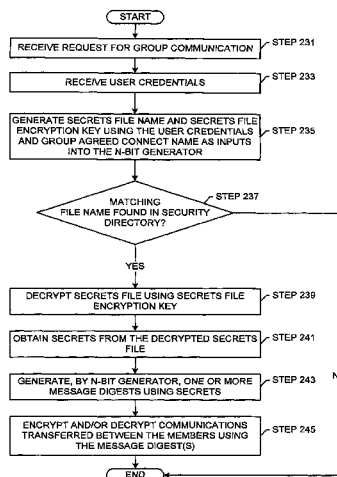 START
RECEIVE REQUEST FOR GROUP COMMUNICATION
STEP 231
RECEIVE USER CREDENTIALS
STEP 233
GENERATE SECRETS FILE NAME AND SECRETS FILE
ENCRYPTION KEY USING THE USER CREDENTIALS
AND GROUP AGREED CONNECT NAME AS INPUTS
INTO THE N-BIT GENERATOR
STEP 235
MATCHING
FILE NAME FOUND IN SECURITY
DIRECTORY?
STEP 237
YES
DECRYPT SECRETS FILE USING SECRETS FILE
ENCRYPTION KEY
STEP 239
OBTAIN SECRETS FROM THE DECRYPTED SECRETS
FILE
STEP 241
GENERATE, BY N-BIT GENERATOR, ONE OR MORE
MESSAGE DIGESTS USING SECRETS
STEP 243
N
ENCRYPT AND/OR DECRYPT COMMUNICATIONS
TRANSFERRED BETWEEN THE MEMBERS USING
THE MESSAGE DIGEST(S)
STEP 245
END